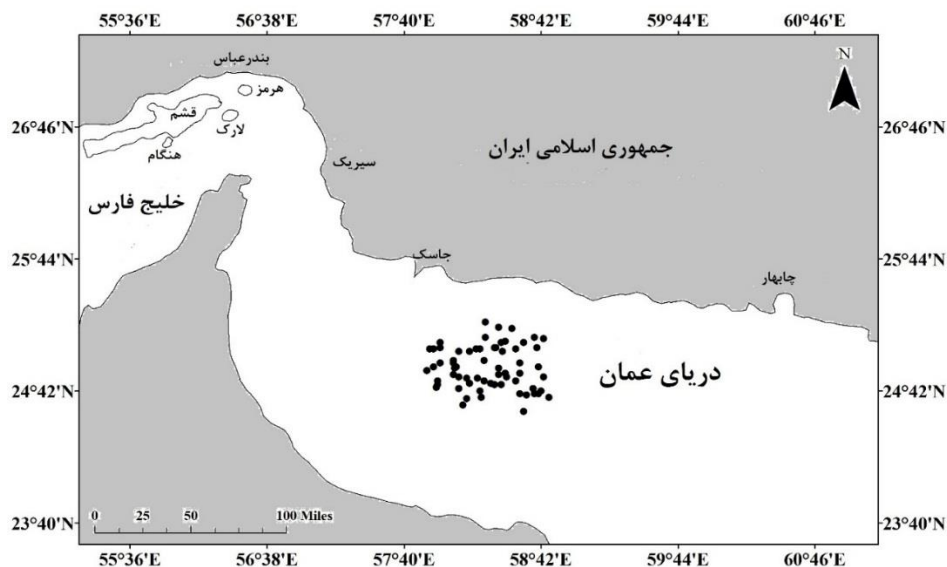 55°36'E 56°38'E 57°40'E 58°42'E 59°44'E 60°46'E
N
بندرعباس
هرمز
قشم
لارک
26°46'N 26°46'N
هنگام
سیریک
جمهوری اسلامی ایران
خلیج فارس
25°44'N 25°44'N
جاسک
چابهار
دریای عمان
24°42'N 24°42'N
0 25 50 100 Miles
23°40'N 23°40'N
55°36'E 56°38'E 57°40'E 58°42'E 59°44'E 60°46'E